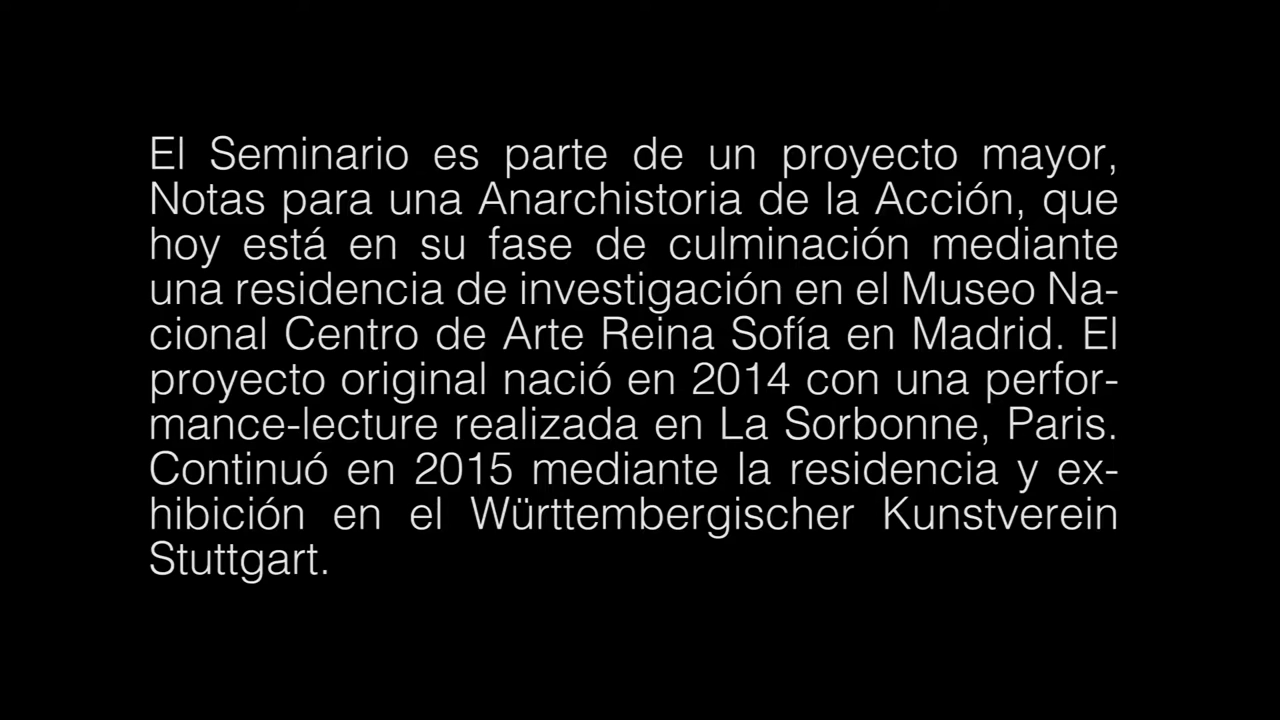 El Seminario es parte de un proyecto mayor,
Notas para una Anarchistoria de la Acción, que
hoy está en su fase de culminación mediante
una residencia de investigación en el Museo Na-
cional Centro de Arte Reina Sofía en Madrid. El
proyecto original nació en 2014 con una perfor-
mance-lecture realizada en La Sorbonne, Paris.
Continuó en 2015 mediante la residencia y ex-
hibición en el Württembergischer Kunstverein
Stuttgart.